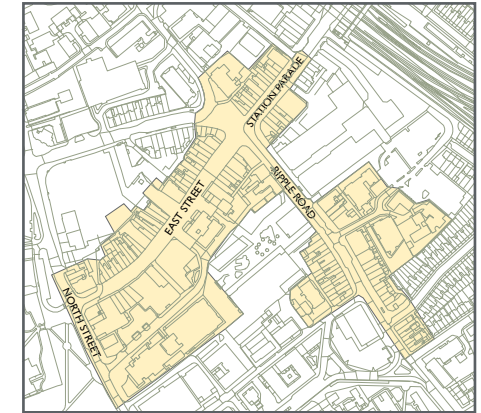 STATION PARADE
EAST STREET
RIPPLE ROAD
NORTH STREET